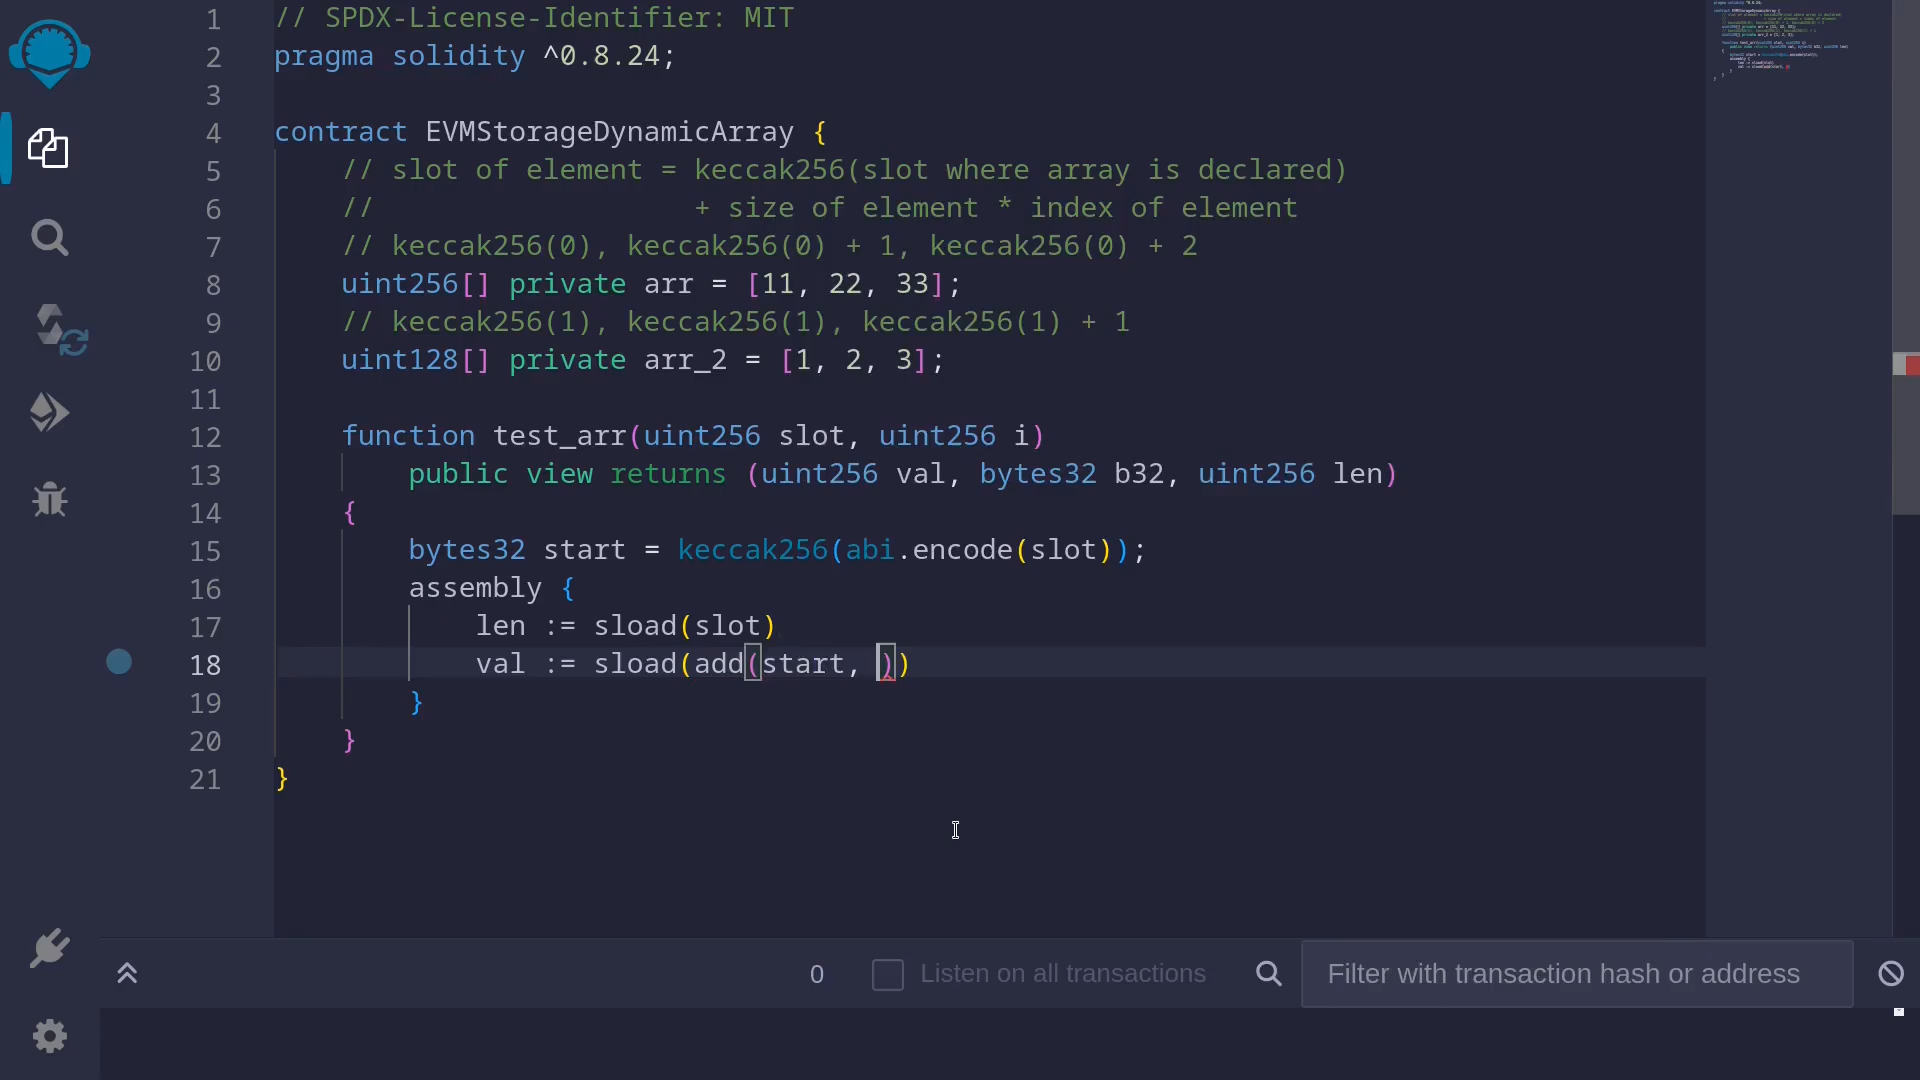 1 // SPDX-License-Identifier: MIT
2 pragma solidity ^0.8.24;
3
4 contract EVMStorageDynamicArray {
5 // slot of element = keccak256(slot where array is declared)
6 // + size of element * index of element
7 // keccak256(0), keccak256(0) + 1, keccak256(0) + 2
8 uint256[] private arr = [11, 22, 33];
9 // keccak256(1), keccak256(1), keccak256(1) + 1
10 uint128[] private arr_2 = [1, 2, 3];
11
12 function test_arr(uint256 slot, uint256 i)
13 public view returns (uint256 val, bytes32 b32, uint256 len)
14 {
15 bytes32 start = keccak256(abi.encode(slot));
16 assembly {
17 len := sload(slot)
18 val := sload(add(start, ))
19 }
20 }
21 }
0 Listen on all transactions Filter with transaction hash or address